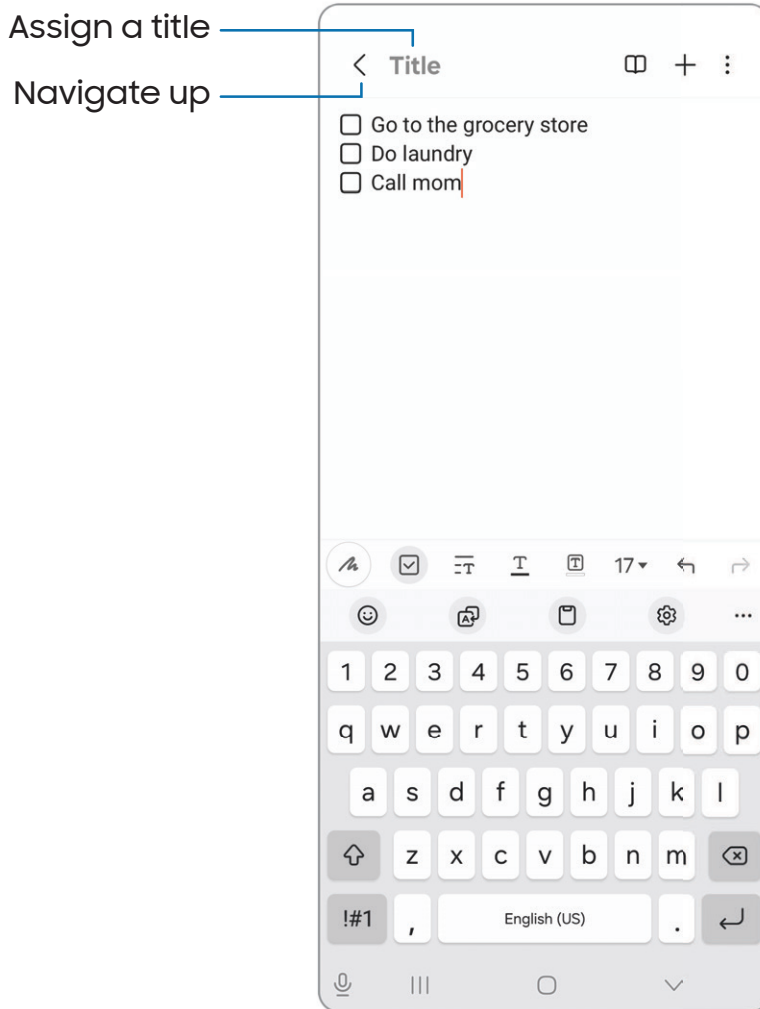 Assign a title
Navigate up
Title
Go to the grocery store
Do laundry
Call mom
T T T 17
A
1 2 3 4 5 6 7 8 9 0
q w e r t y u i o p
a s d f g h j k l
z x c v b n m
!#1 , English (US) .